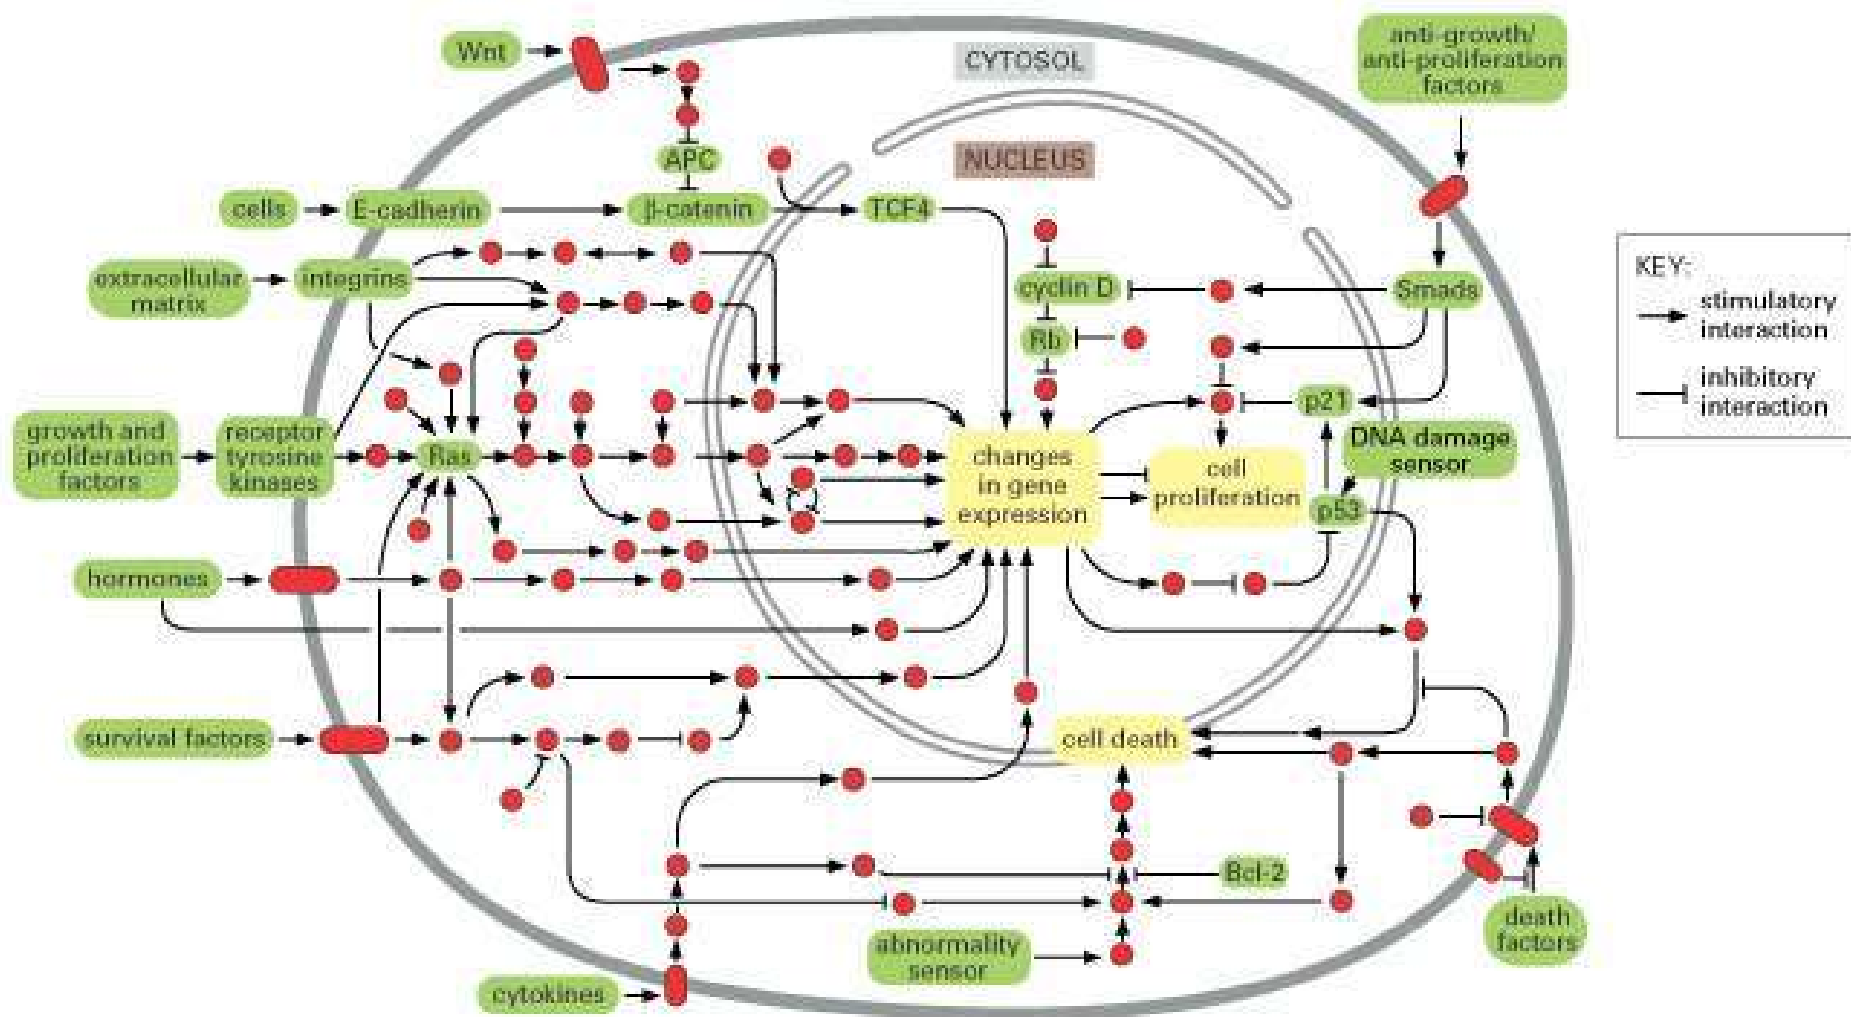 Wnt
CYTOSOL
anti-growth/
anti-proliferation
factors
APC
NUCLEUS
cells
E-cadherin
β-catenin
TCF4
extracellular
matrix
integrins
cyclin D
Smads
KEY:
stimulatory
interaction
inhibitory
interaction
Rb
p21
growth and
proliferation
factors
receptor
tyrosine
kinases
Ras
changes
in gene
expression
cell
proliferation
DNA damage
sensor
p53
hormones
survival factors
cell death
Bcl-2
abnormality
sensor
death
factors
cytokines